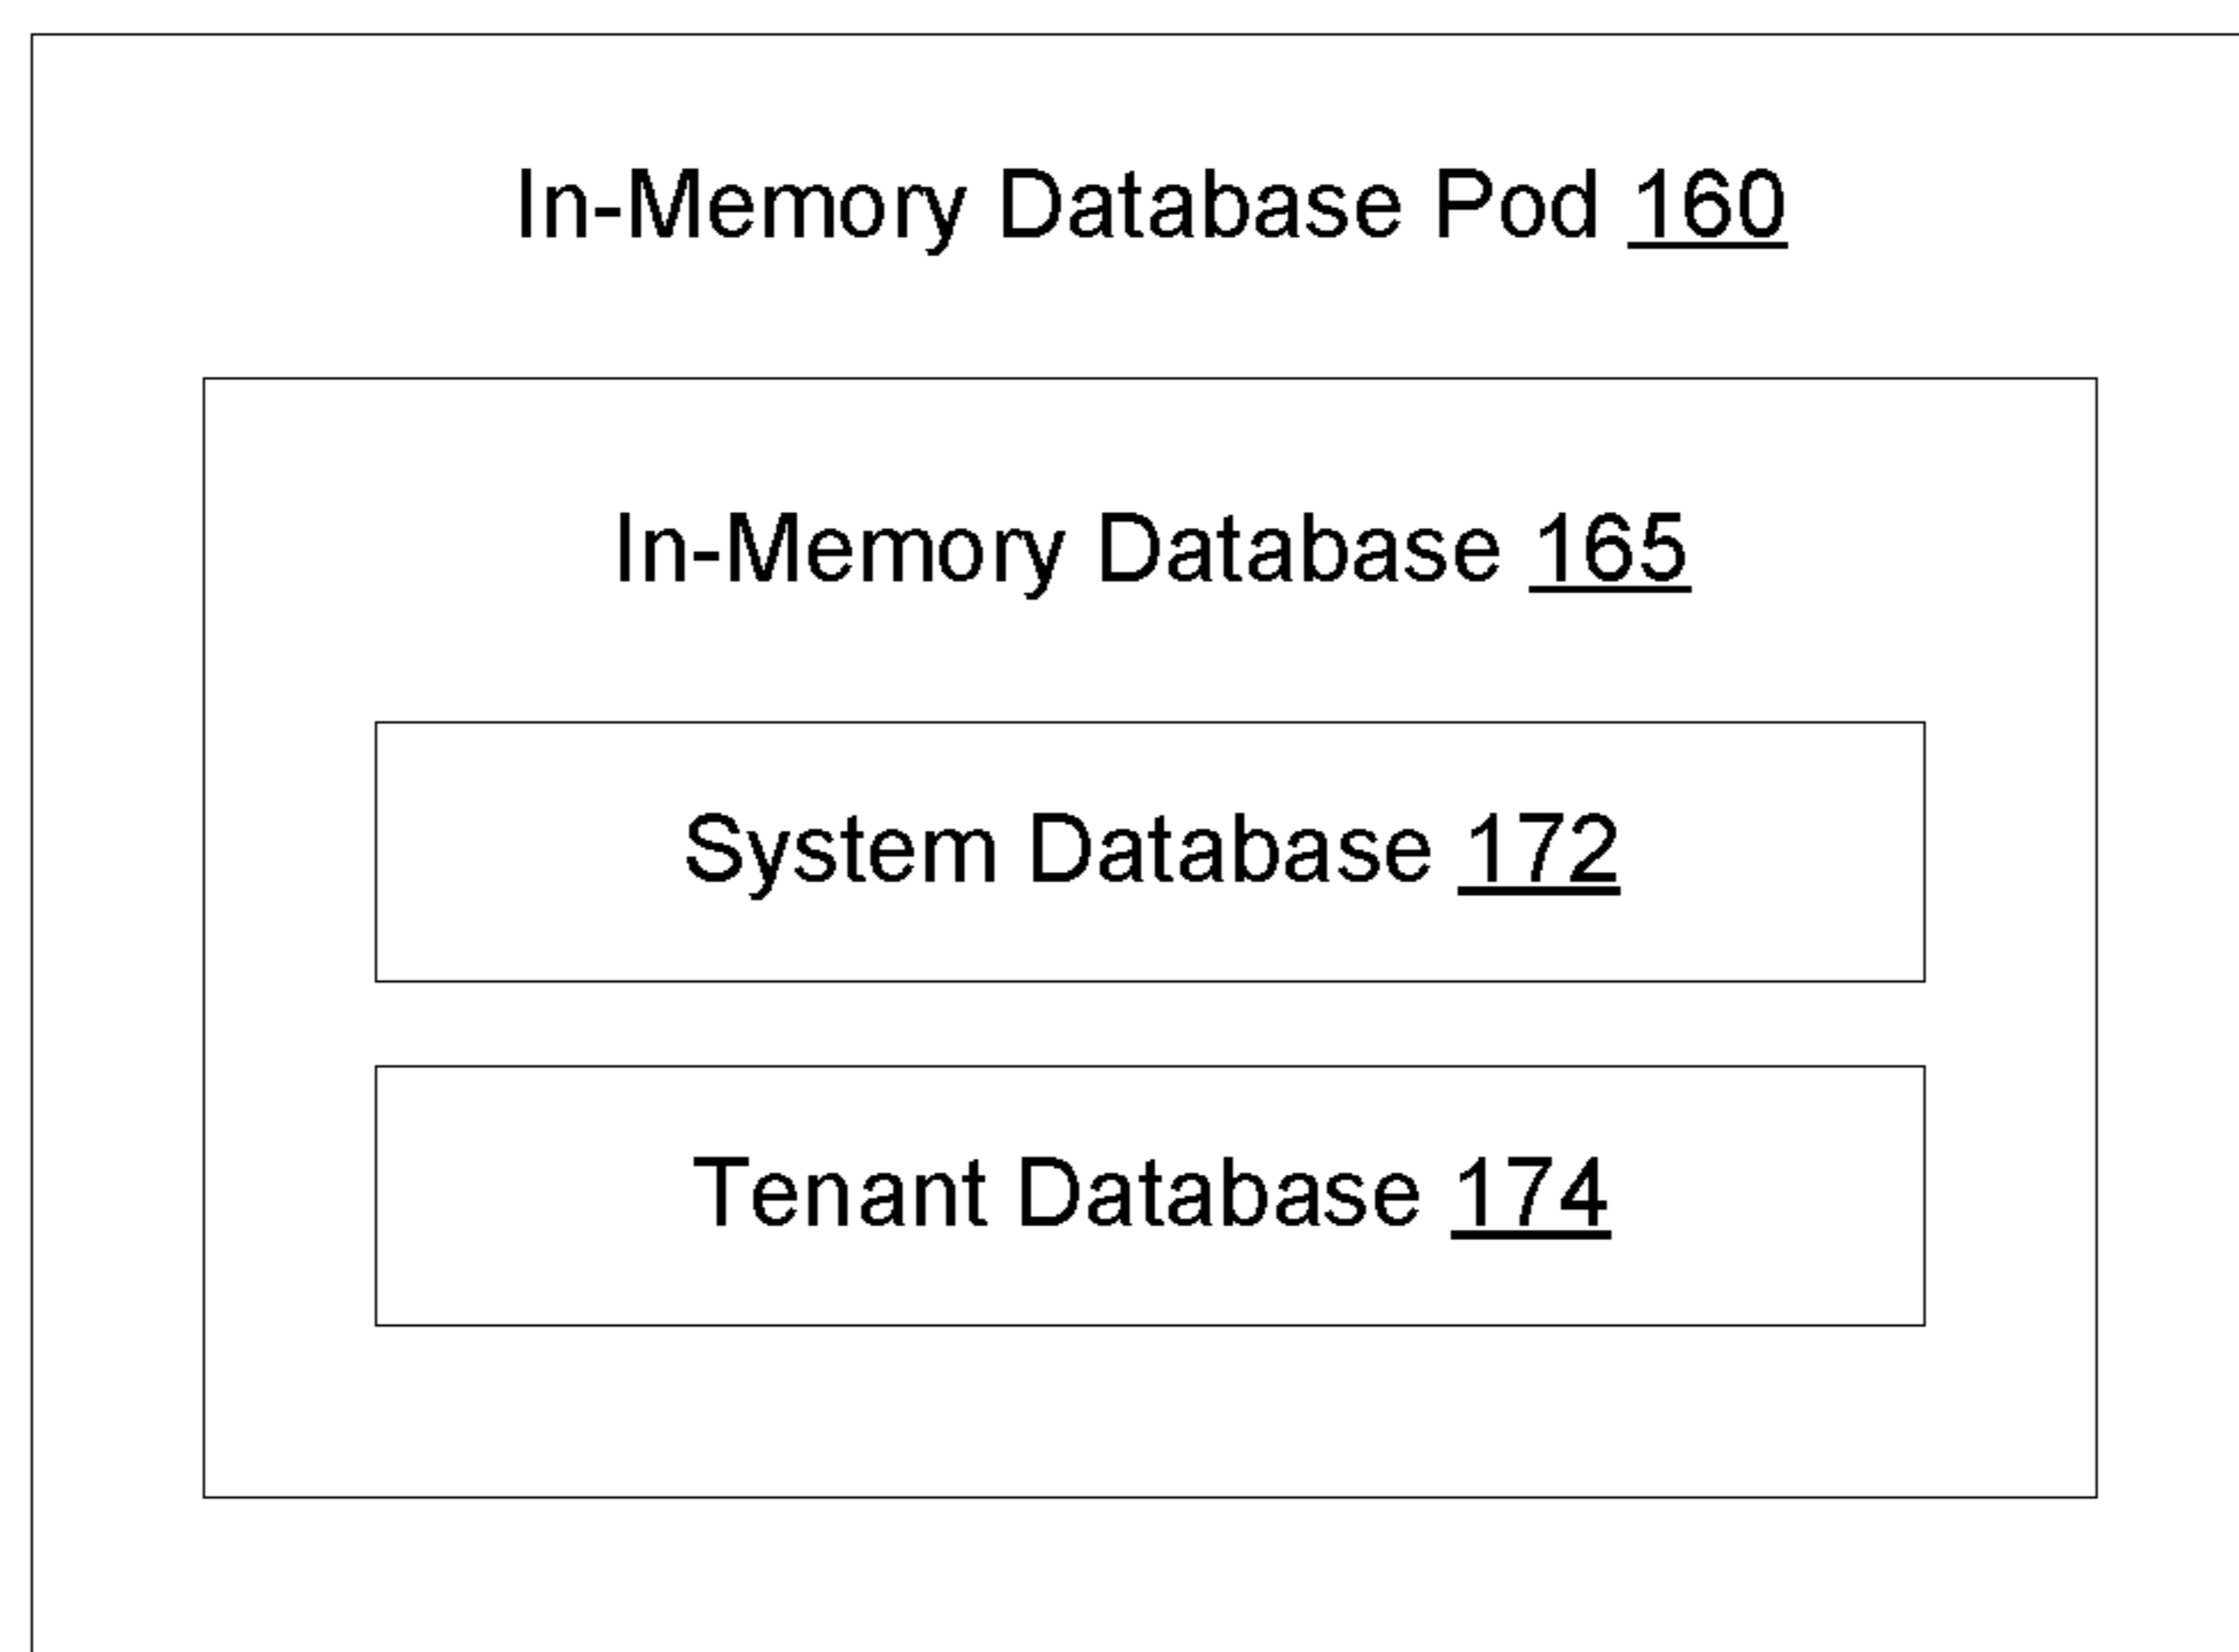 In-Memory Database Pod 160
In-Memory Database 165
System Database 172
Tenant Database 174